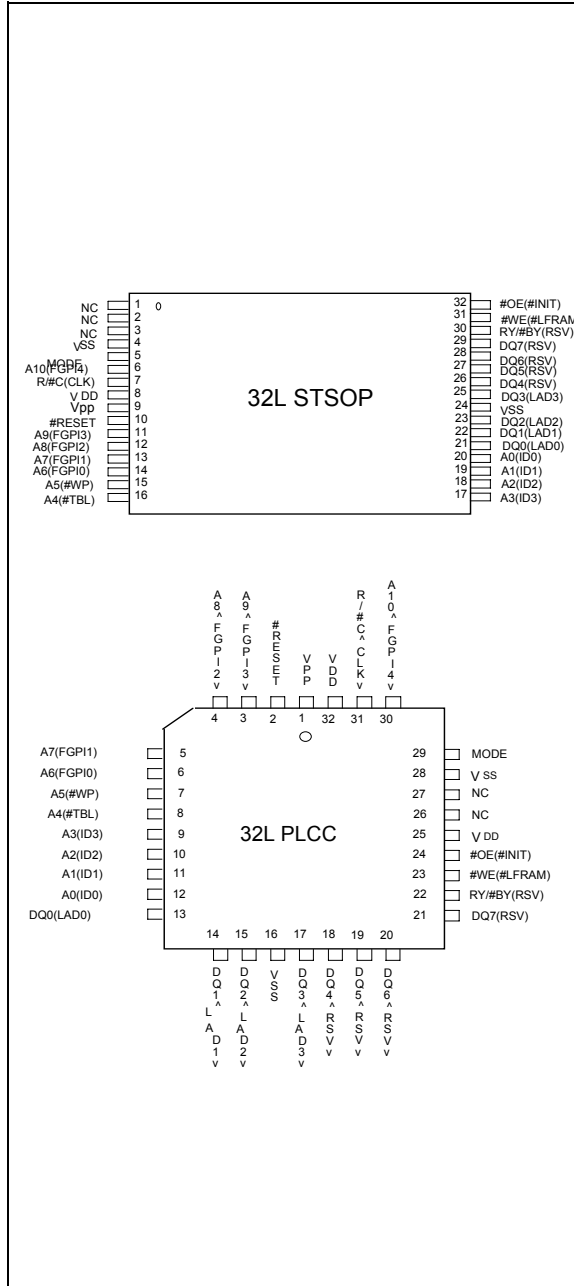 NC 1
NC 2
NC 3
VSS 4
MODE 5
A10(FGPI4) 6
R/#C(CLK) 7
VDD 8
Vpp 9
#RESET 10
A9(FGPI3) 11
A8(FGPI2) 12
A7(FGPI1) 13
A6(FGPI0) 14
A5(#WP) 15
A4(#TBL) 16
32L STSOP
32 #OE(#INIT)
31 #WE(#LFRAM
30 RY/#BY(RSV)
29 DQ7(RSV)
28 DQ6(RSV)
27 DQ5(RSV)
26 DQ4(RSV)
25 DQ3(LAD3)
24 VSS
23 DQ2(LAD2)
22 DQ1(LAD1)
21 DQ0(LAD0)
20 A0(ID0)
19 A1(ID1)
18 A2(ID2)
17 A3(ID3)
A8^FGPI2v
A9^FGPI3v
#RESET
VPP
VDD
R/#C^CLKv
A10^FGPI4v
4 3 2 1 32 31 30
A7(FGPI1) 5
A6(FGPI0) 6
A5(#WP) 7
A4(#TBL) 8
A3(ID3) 9
A2(ID2) 10
A1(ID1) 11
A0(ID0) 12
DQ0(LAD0) 13
32L PLCC
29 MODE
28 VSS
27 NC
26 NC
25 VDD
24 #OE(#INIT)
23 #WE(#LFRAM)
22 RY/#BY(RSV)
21 DQ7(RSV)
14 15 16 17 18 19 20
DQ1^LAD1v
DQ2^LAD2v
VSS
DQ3^LAD3v
DQ4^RSVv
DQ5^RSVv
DQ6^RSVv